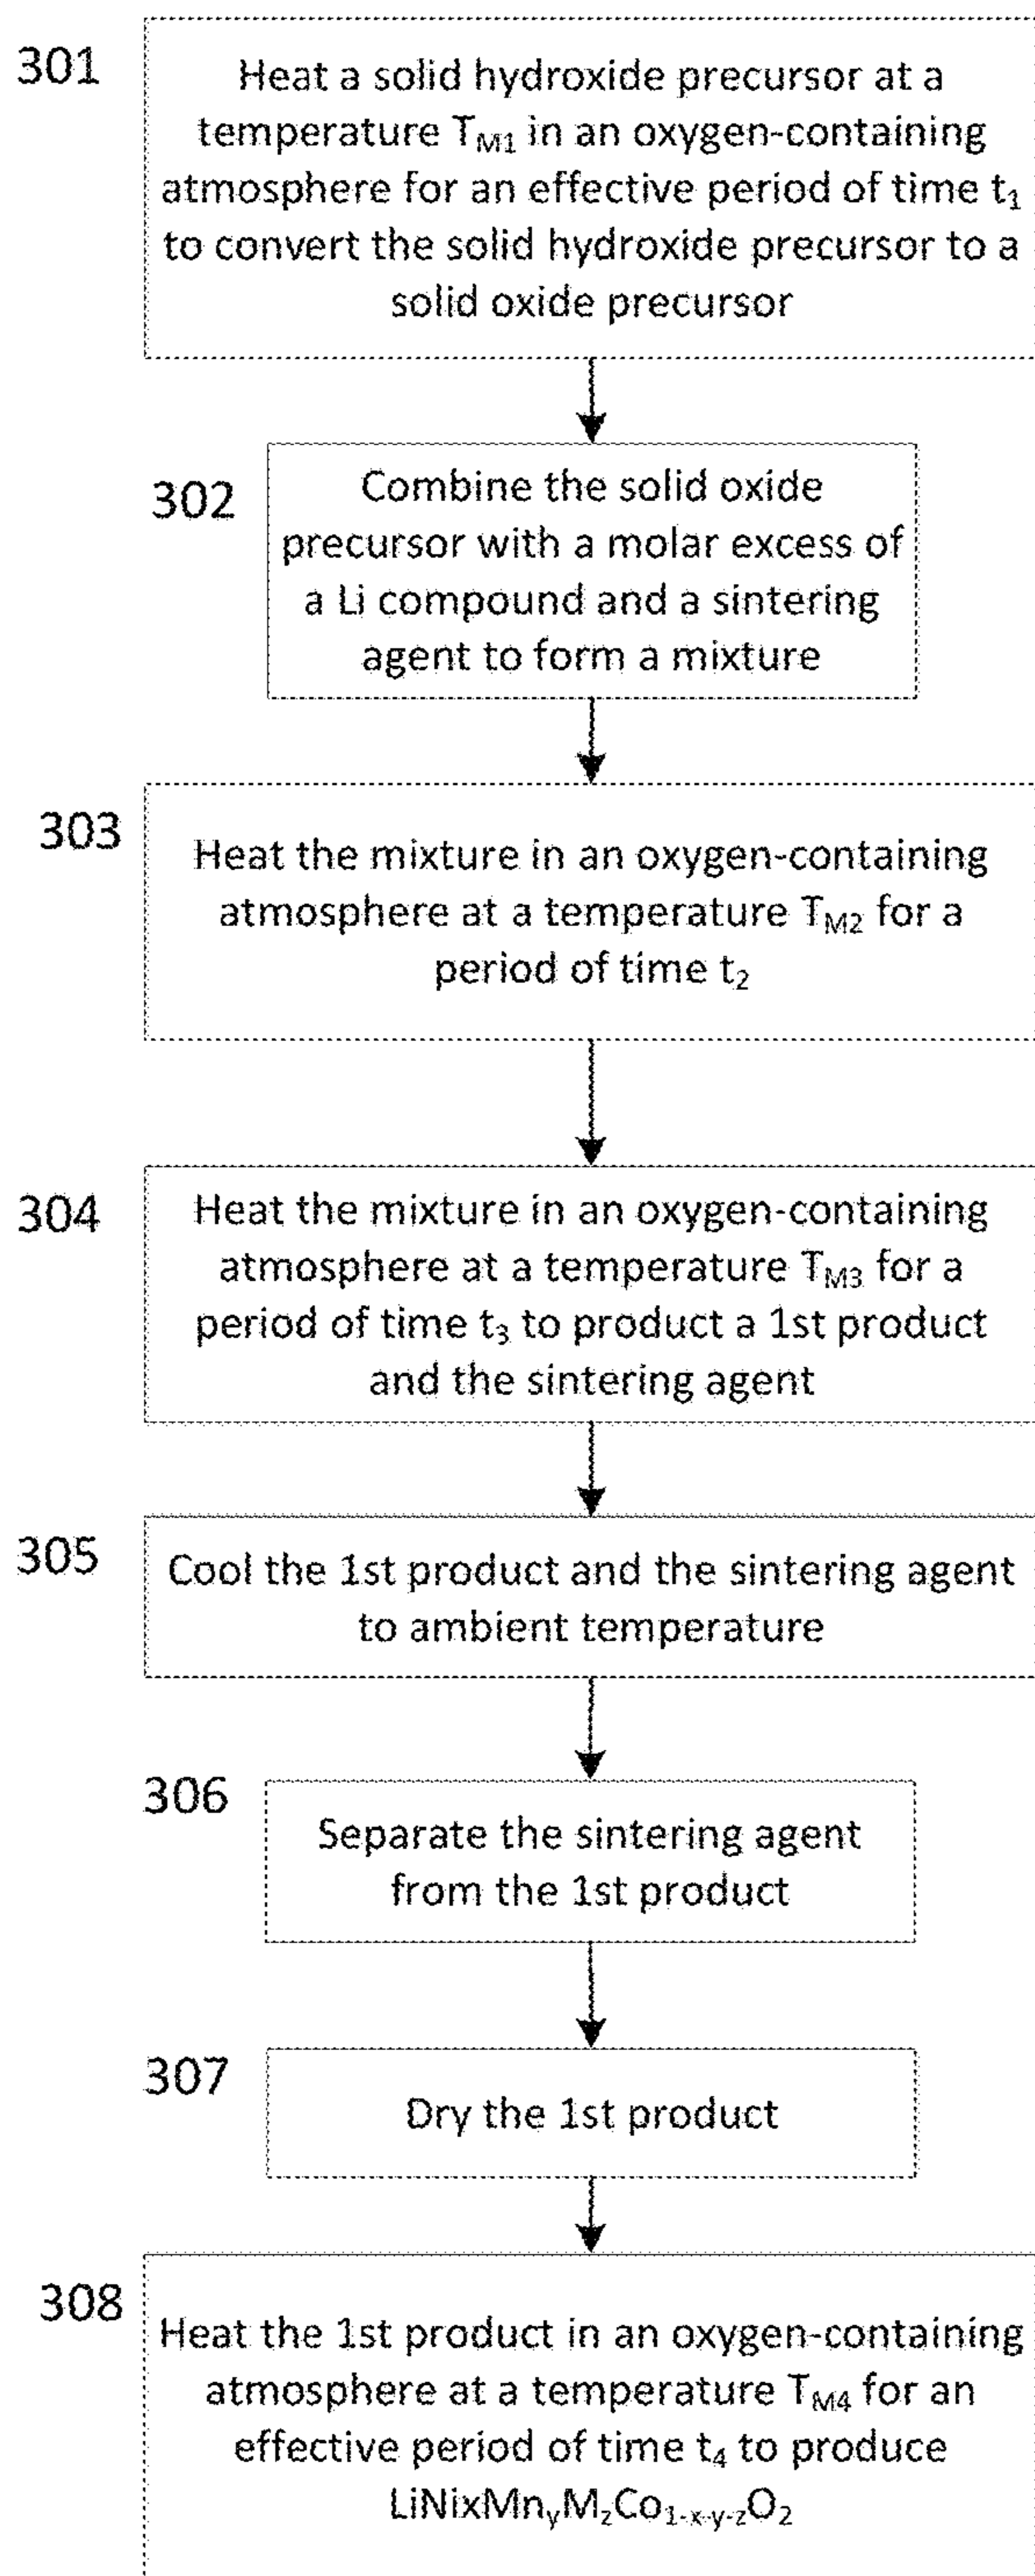 301
Heat a solid hydroxide precursor at a
temperature T_M1 in an oxygen-containing
atmosphere for an effective period of time t₁
to convert the solid hydroxide precursor to a
solid oxide precursor
302
Combine the solid oxide
precursor with a molar excess of
a Li compound and a sintering
agent to form a mixture
303
Heat the mixture in an oxygen-containing
atmosphere at a temperature T_M2 for a
period of time t₂
304
Heat the mixture in an oxygen-containing
atmosphere at a temperature T_M3 for a
period of time t₃ to product a 1st product
and the sintering agent
305
Cool the 1st product and the sintering agent
to ambient temperature
306
Separate the sintering agent
from the 1st product
307
Dry the 1st product
308
Heat the 1st product in an oxygen-containing
atmosphere at a temperature T_M4 for an
effective period of time t₄ to produce
LiNixMn_yM_zCo_1-x-y-zO₂